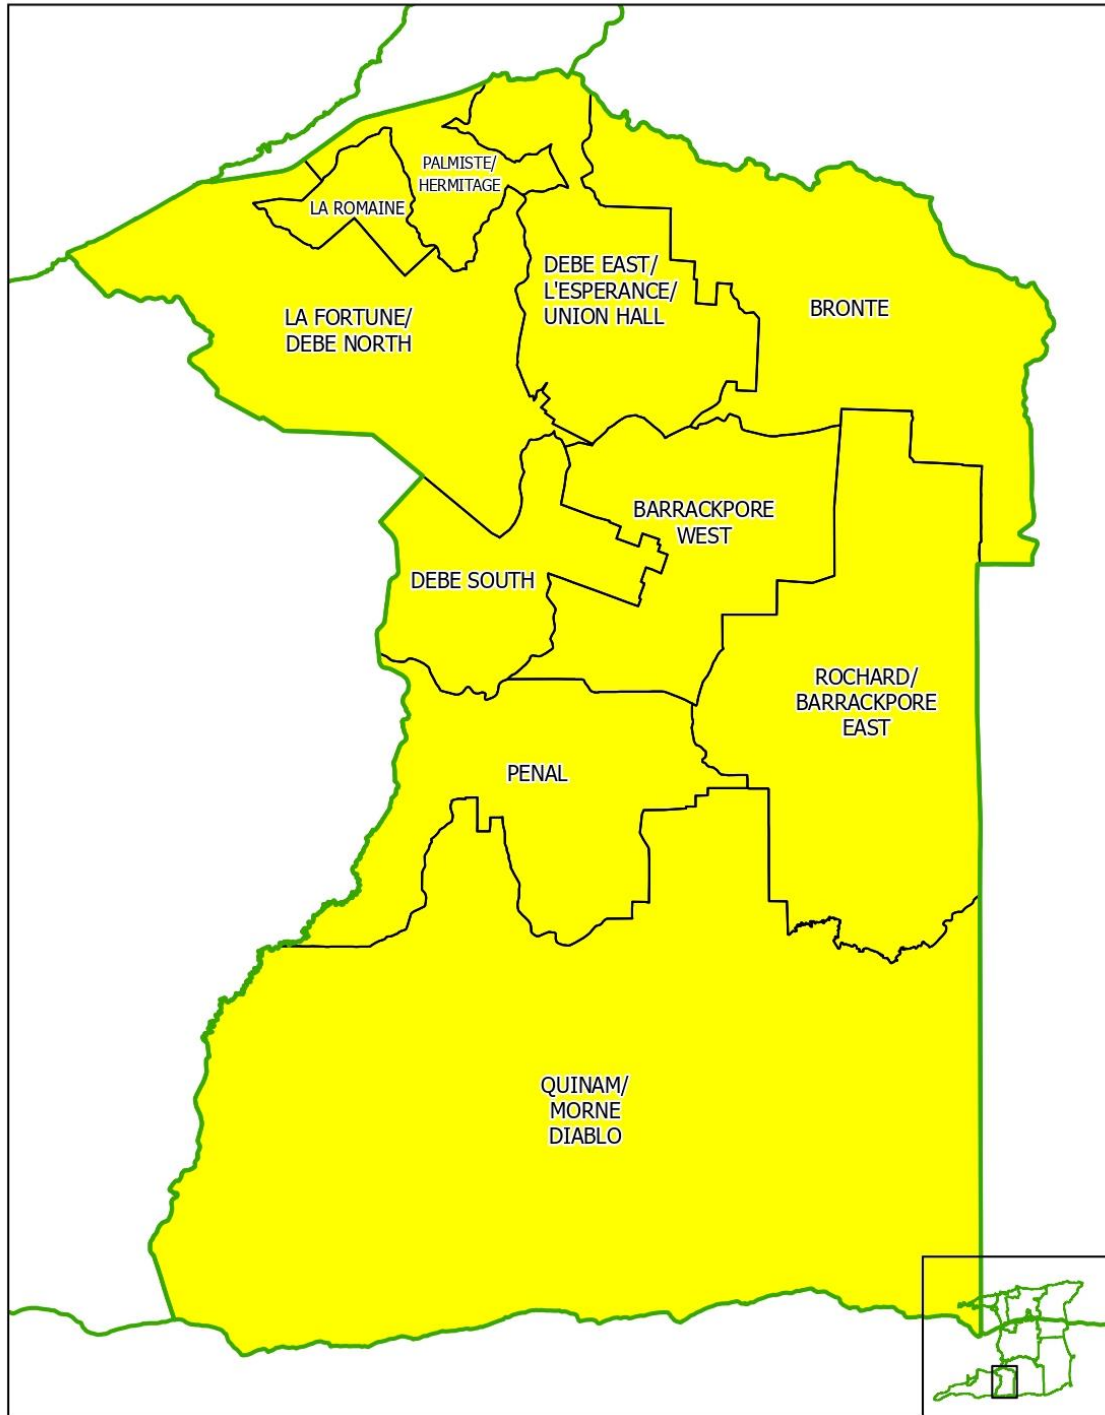 PALMISTE/
HERMITAGE
LA ROMAINE
DEBE EAST/
L'ESPERANCE/
UNION HALL
BRONTE
LA FORTUNE/
DEBE NORTH
BARRACKPORE
WEST
DEBE SOUTH
ROCHARD/
BARRACKPORE
EAST
PENAL
QUINAM/
MORNE
DIABLO